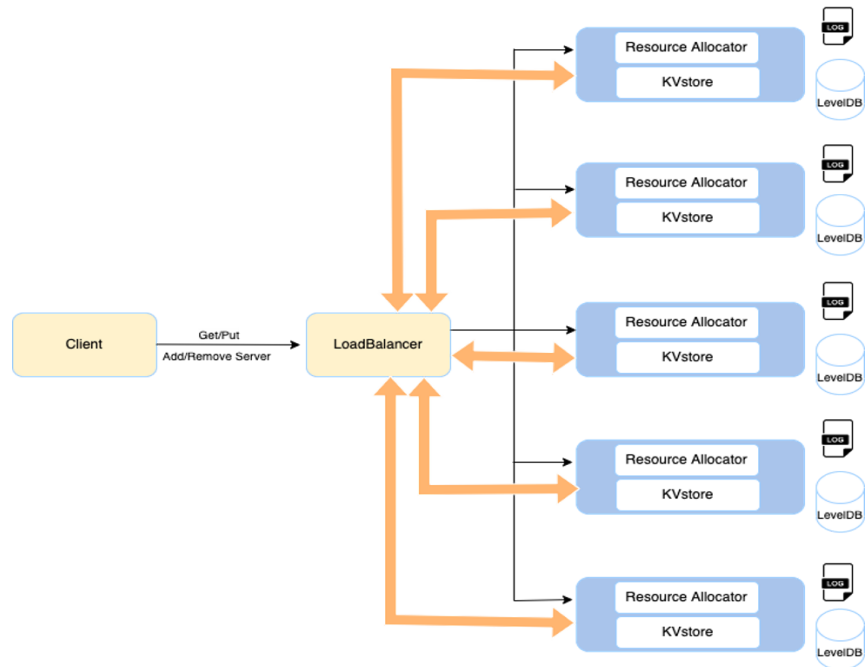 LOG
Resource Allocator
KVstore
LevelDB
LOG
Resource Allocator
KVstore
LevelDB
Client
Get/Put
Add/Remove Server
LoadBalancer
LOG
Resource Allocator
KVstore
LevelDB
LOG
Resource Allocator
KVstore
LevelDB
LOG
Resource Allocator
KVstore
LevelDB